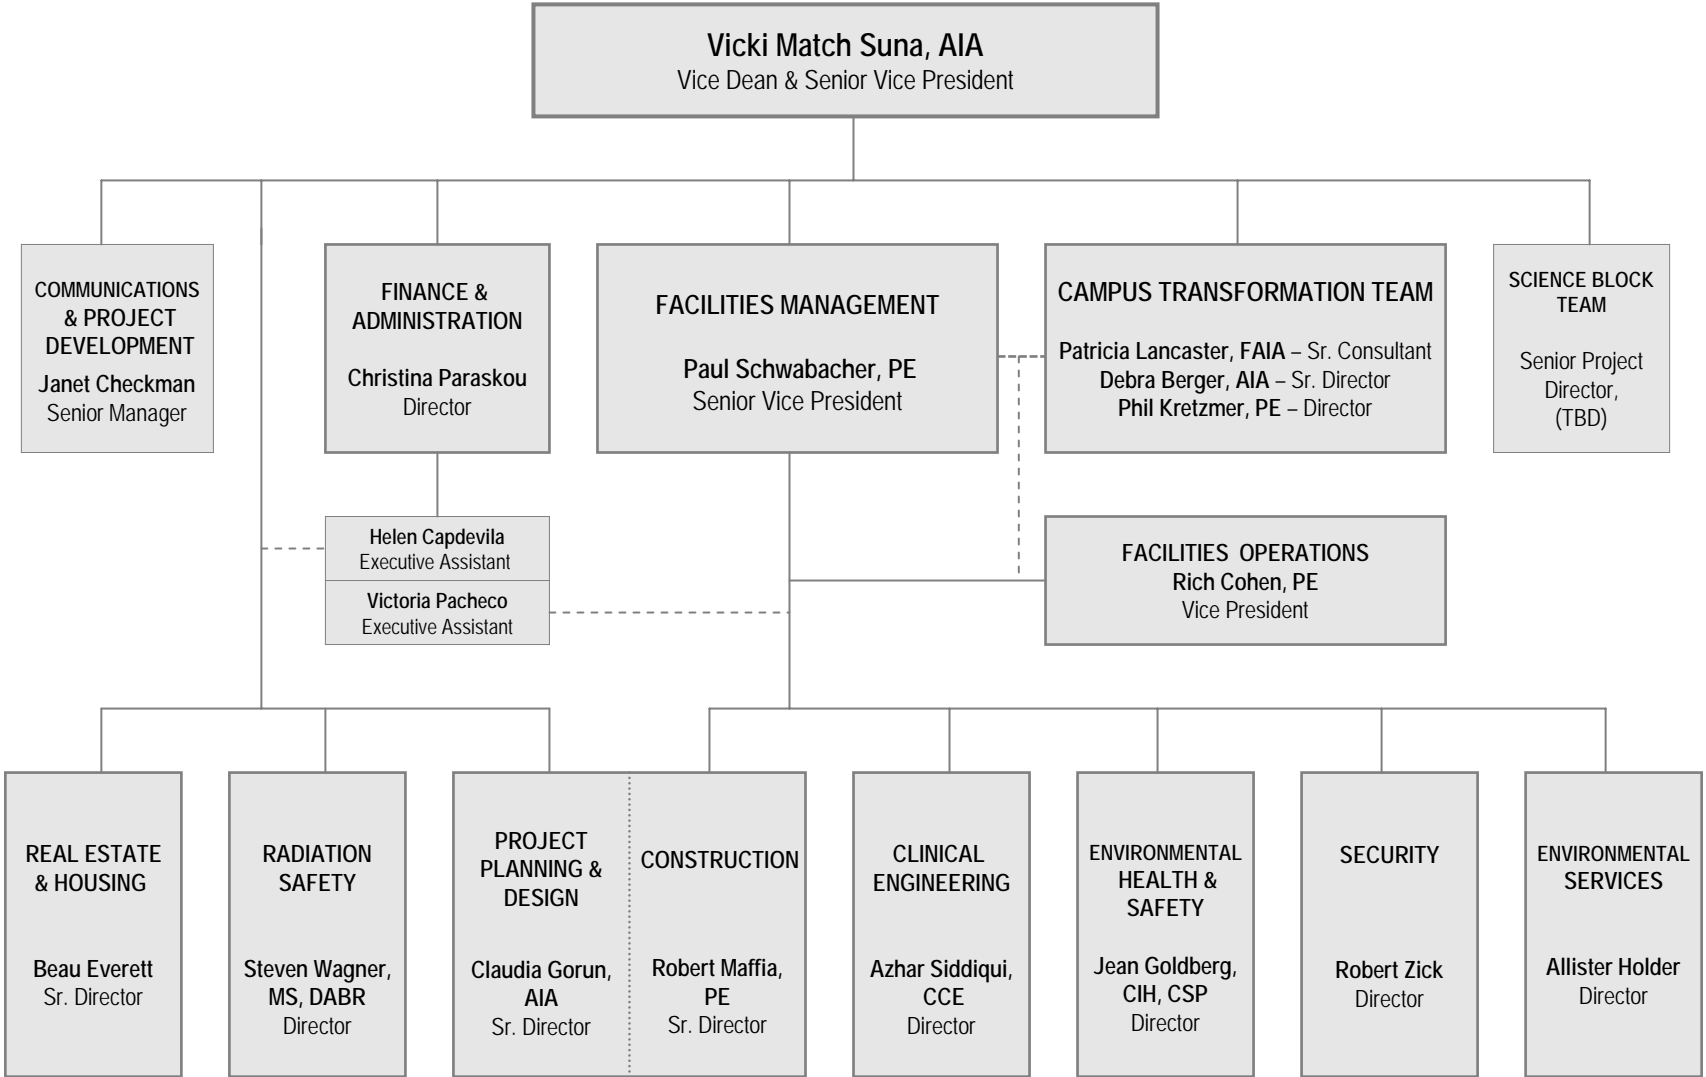 Vicki Match Suna, AIA
Vice Dean & Senior Vice President
COMMUNICATIONS
& PROJECT
DEVELOPMENT
Janet Checkman
Senior Manager
FINANCE &
ADMINISTRATION
Christina Paraskou
Director
FACILITIES MANAGEMENT
Paul Schwabacher, PE
Senior Vice President
CAMPUS TRANSFORMATION TEAM
Patricia Lancaster, FAIA – Sr. Consultant
Debra Berger, AIA – Sr. Director
Phil Kretzmer, PE – Director
SCIENCE BLOCK
TEAM
Senior Project
Director,
(TBD)
Helen Capdevila
Executive Assistant
Victoria Pacheco
Executive Assistant
FACILITIES OPERATIONS
Rich Cohen, PE
Vice President
REAL ESTATE
& HOUSING
Beau Everett
Sr. Director
RADIATION
SAFETY
Steven Wagner,
MS, DABR
Director
PROJECT
PLANNING &
DESIGN
Claudia Gorun,
AIA
Sr. Director
CONSTRUCTION
Robert Maffia,
PE
Sr. Director
CLINICAL
ENGINEERING
Azhar Siddiqui,
CCE
Director
ENVIRONMENTAL
HEALTH &
SAFETY
Jean Goldberg,
CIH, CSP
Director
SECURITY
Robert Zick
Director
ENVIRONMENTAL
SERVICES
Allister Holder
Director